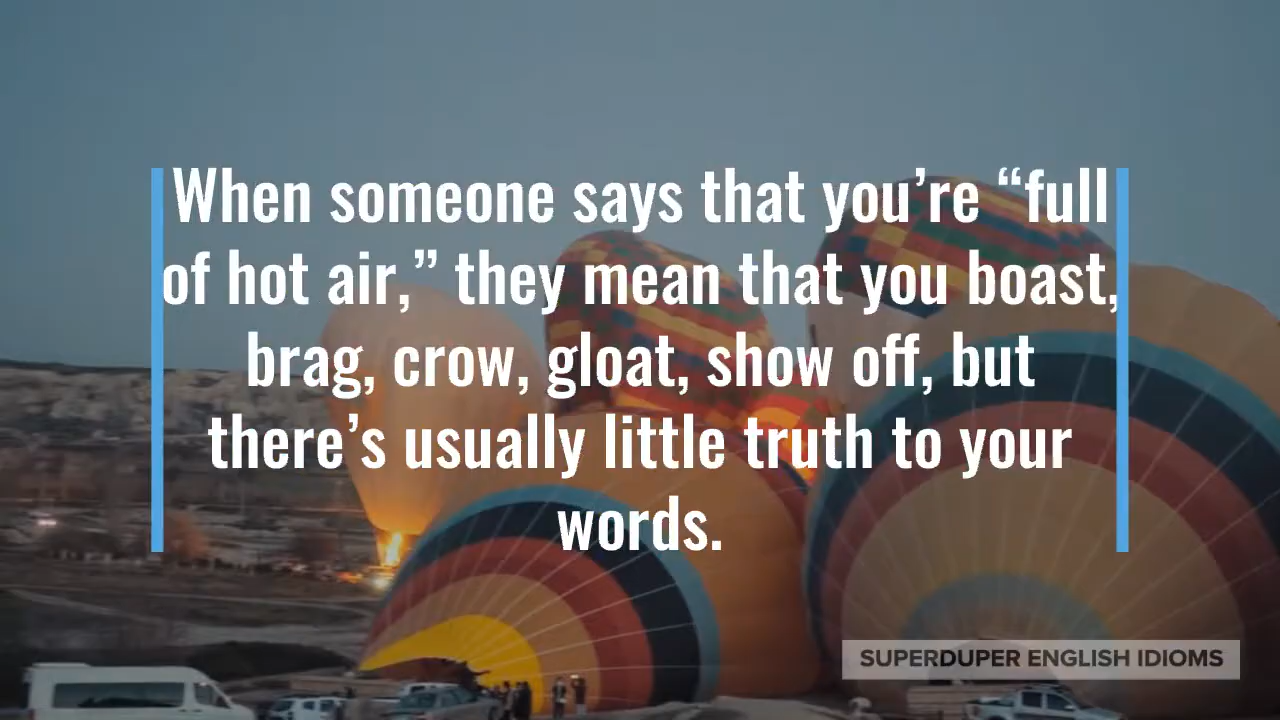 When someone says that you’re “full
of hot air,” they mean that you boast,
brag, crow, gloat, show off, but
there’s usually little truth to your
words.
SUPERDUPER ENGLISH IDIOMS